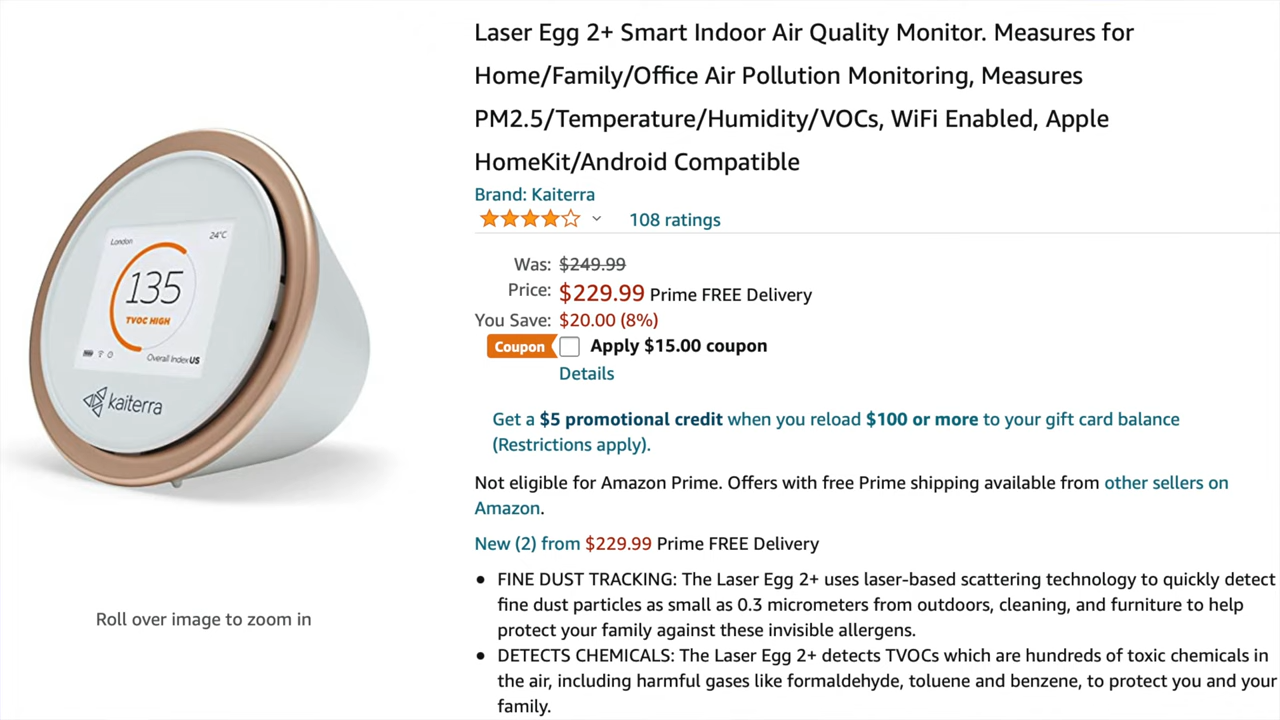 Laser Egg 2+ Smart Indoor Air Quality Monitor. Measures for
Home/Family/Office Air Pollution Monitoring, Measures
PM2.5/Temperature/Humidity/VOCs, WiFi Enabled, Apple
HomeKit/Android Compatible
Brand: Kaiterra
108 ratings
Was: $249.99
Price: $229.99 Prime FREE Delivery
You Save: $20.00 (8%)
Coupon Apply $15.00 coupon
Details
Get a $5 promotional credit when you reload $100 or more to your gift card balance
(Restrictions apply).
Not eligible for Amazon Prime. Offers with free Prime shipping available from other sellers on
Amazon.
New (2) from $229.99 Prime FREE Delivery
• FINE DUST TRACKING: The Laser Egg 2+ uses laser-based scattering technology to quickly detect
fine dust particles as small as 0.3 micrometers from outdoors, cleaning, and furniture to help
protect your family against these invisible allergens.
• DETECTS CHEMICALS: The Laser Egg 2+ detects TVOCs which are hundreds of toxic chemicals in
the air, including harmful gases like formaldehyde, toluene and benzene, to protect you and your
family.
London 24°C
135
TVOC HIGH
Overall Index US
kaiterra
Roll over image to zoom in